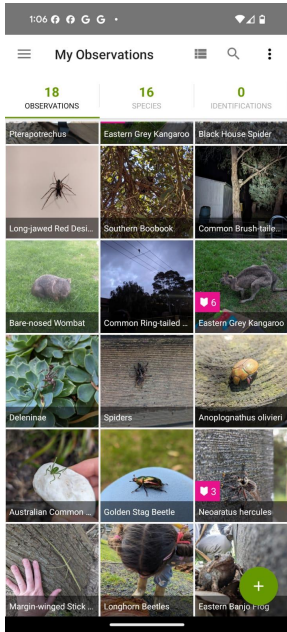 1:06
My Observations
18
OBSERVATIONS
16
SPECIES
0
IDENTIFICATIONS
Pterapotrechus
Eastern Grey Kangaroo
Black House Spider
Long-jawed Red Desi...
Southern Boobook
Common Brush-taile...
Bare-nosed Wombat
Common Ring-tailed ...
6
Eastern Grey Kangaroo
Deleninae
Spiders
Anoplognathus olivieri
Australian Common ...
Golden Stag Beetle
3
Neoaratus hercules
Margin-winged Stick ...
Longhorn Beetles
Eastern Banjo Frog
+